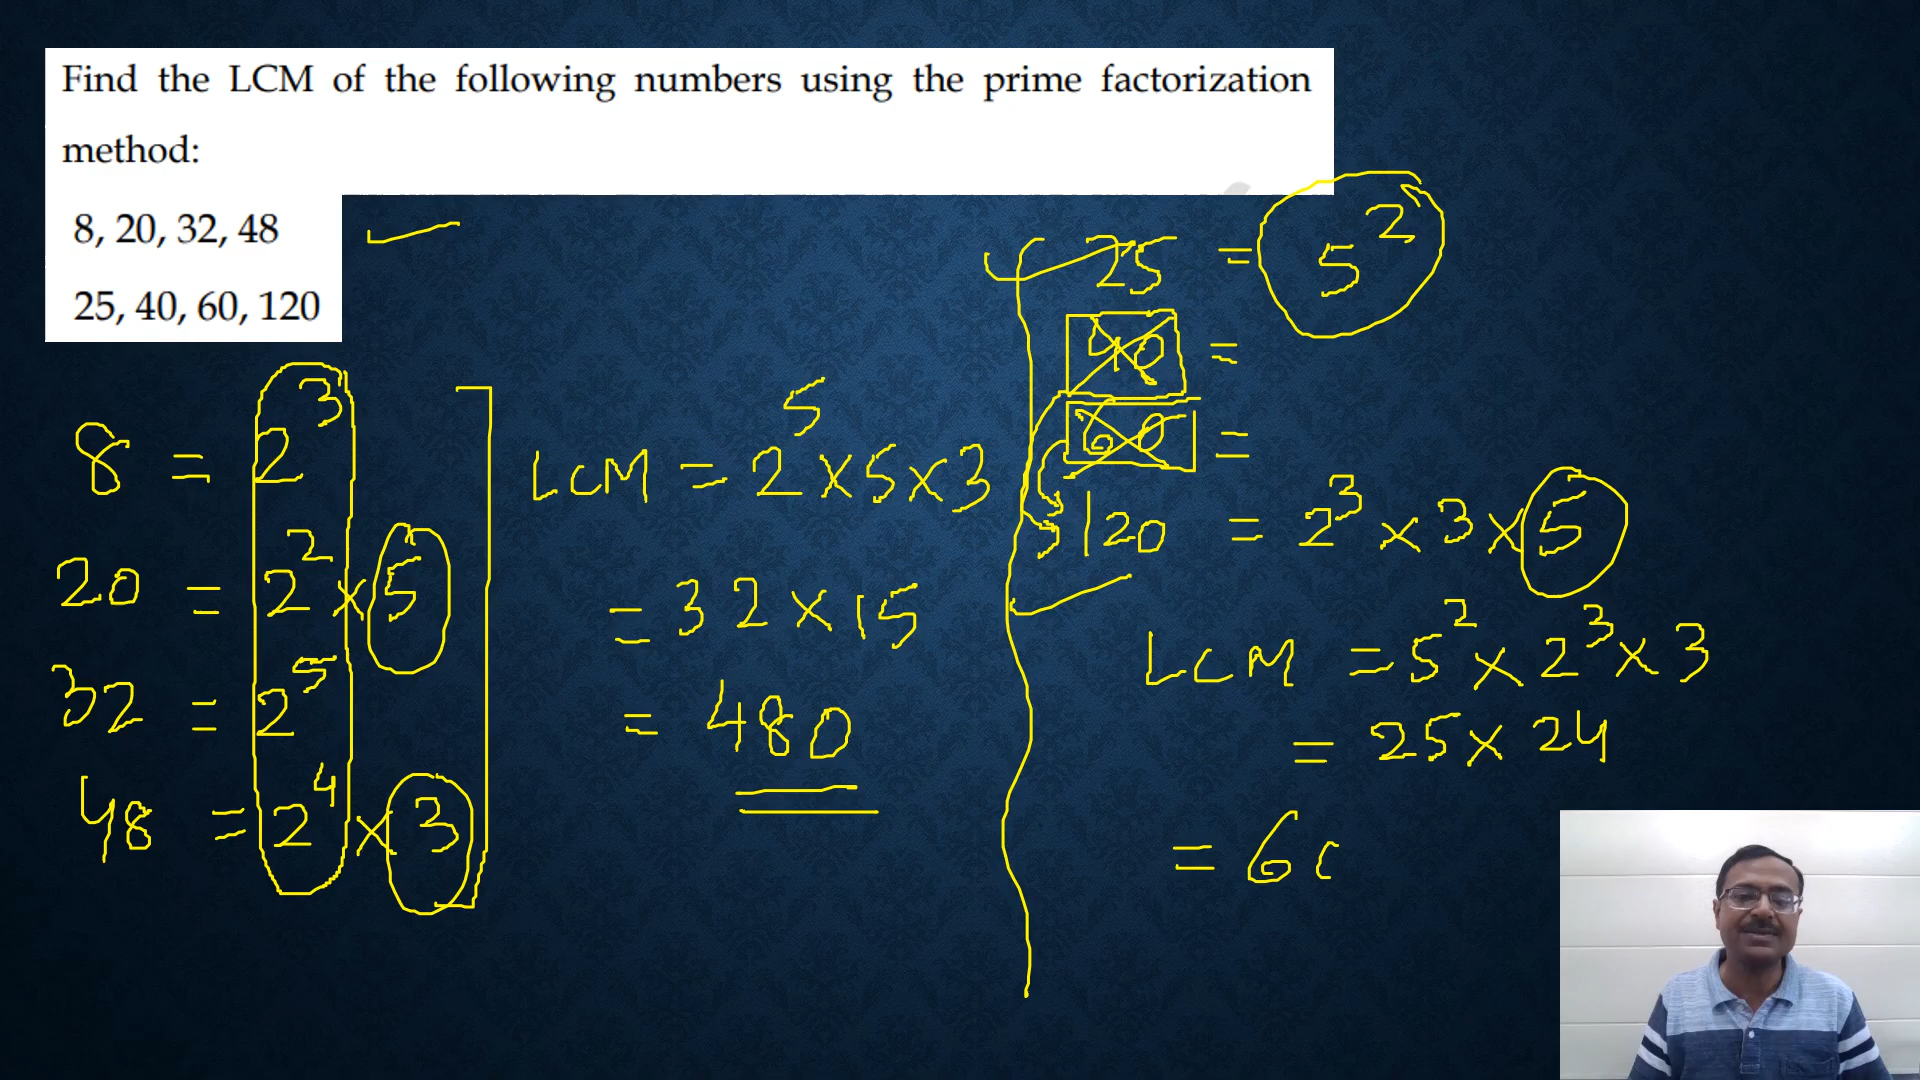 Find the LCM of the following numbers using the prime factorization
method:
8, 20, 32, 48
25, 40, 60, 120
8 = 2³
20 = 2² × 5
32 = 2⁵
48 = 2⁴ × 3
LCM = 2⁵ × 5 × 3
= 32 × 15
= 480
25 = 5²
40 =
60 =
120 = 2³ × 3 × 5
LCM = 5² × 2³ × 3
= 25 × 24
= 60